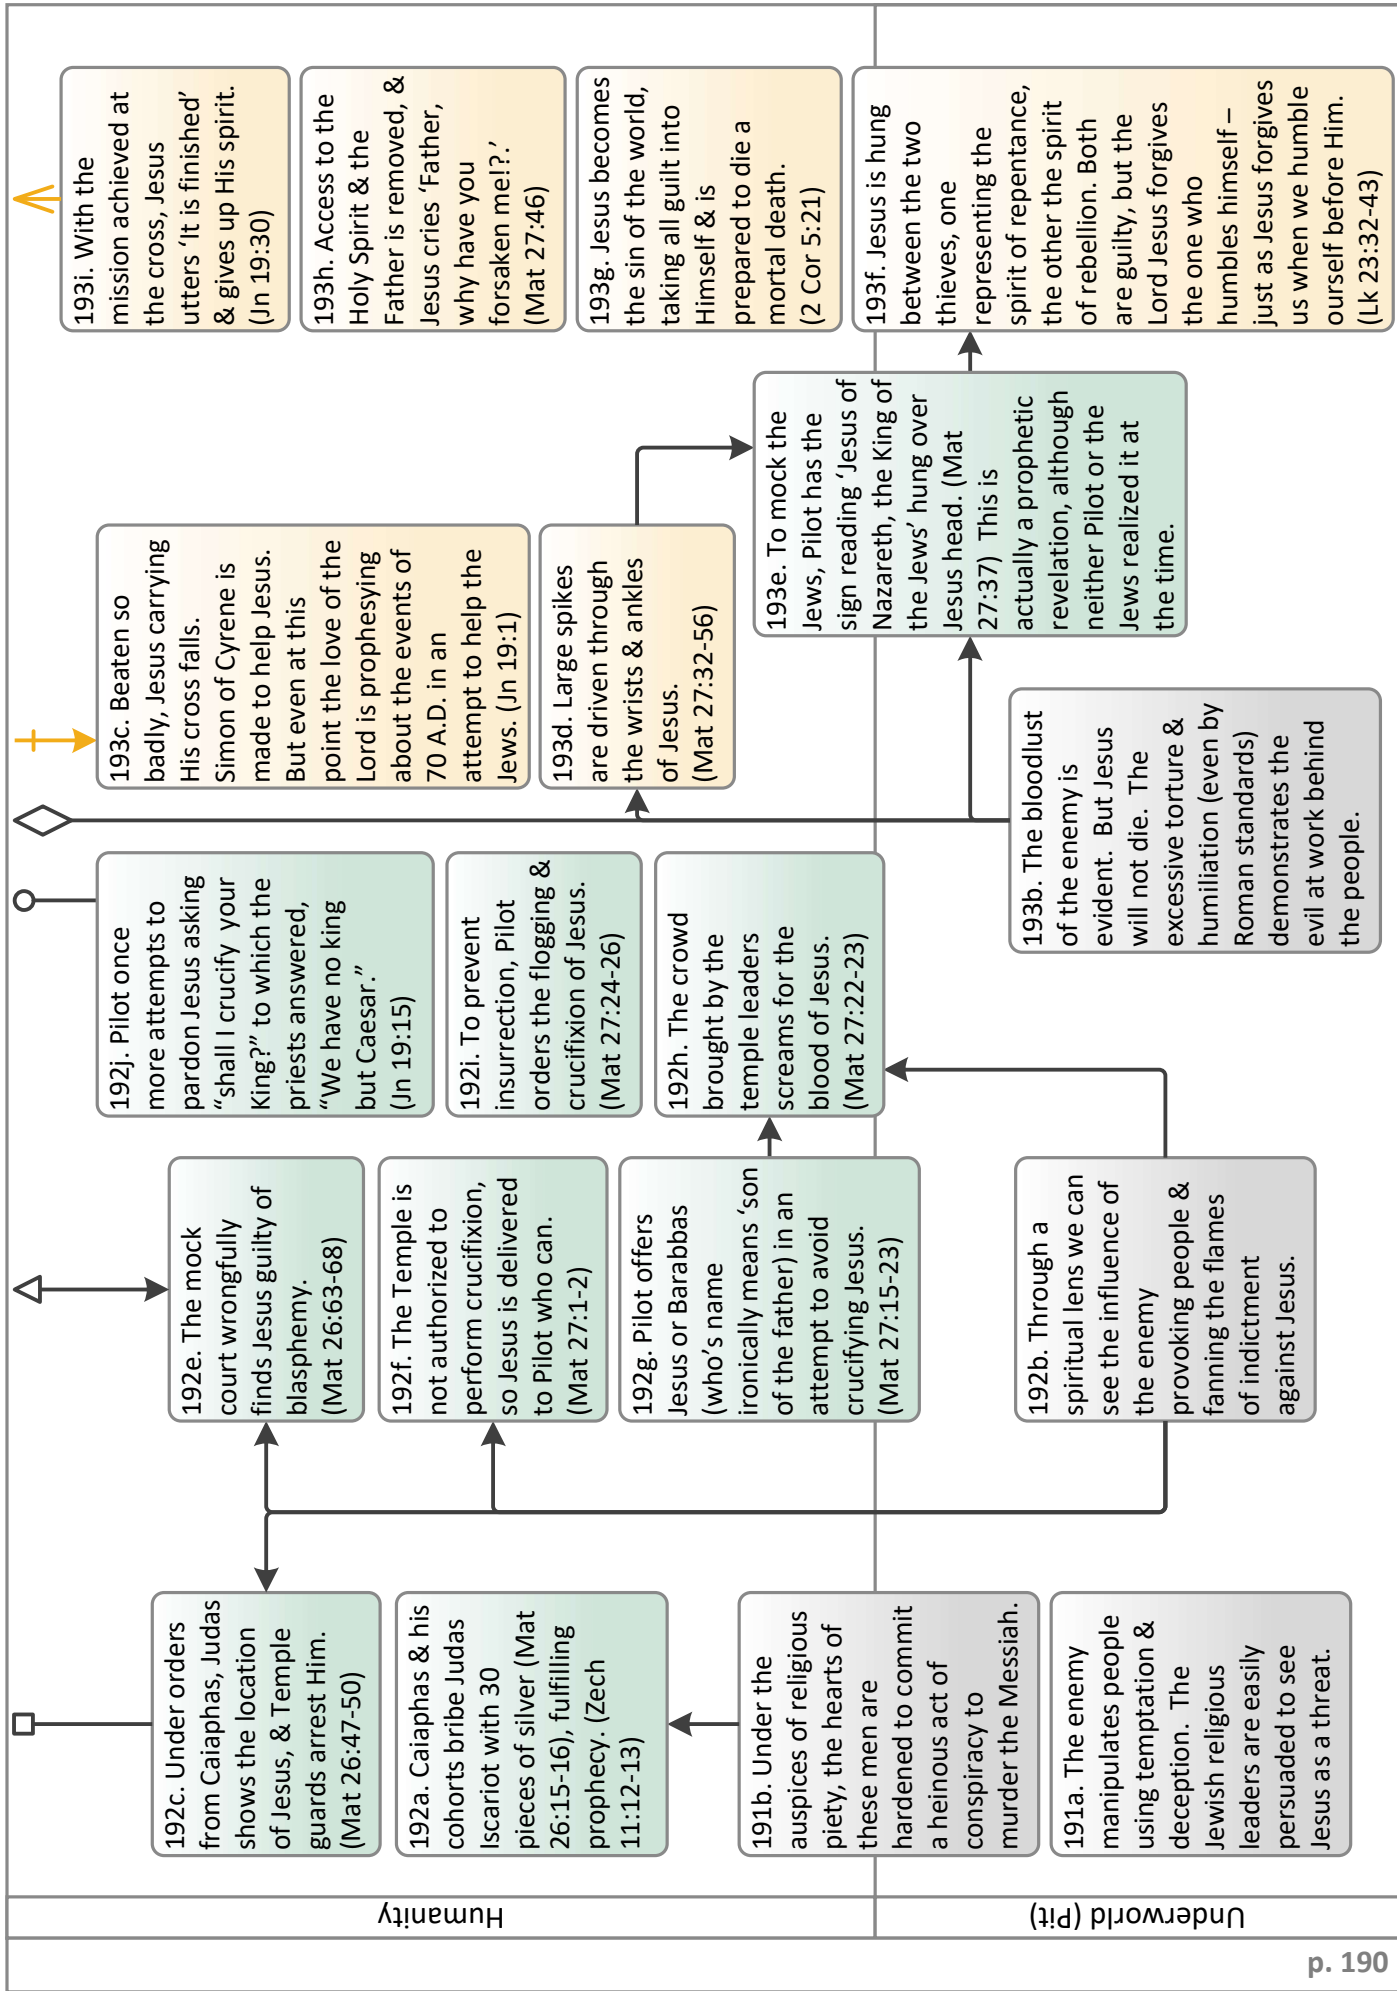 Humanity
Underworld (Pit)
p. 190
192c. Under orders
from Caiaphas, Judas
shows the location
of Jesus, & Temple
guards arrest Him.
(Mat 26:47-50)
192a. Caiaphas & his
cohorts bribe Judas
Iscariot with 30
pieces of silver (Mat
26:15-16), fulfilling
prophecy. (Zech
11:12-13)
191b. Under the
auspices of religious
piety, the hearts of
these men are
hardened to commit
a heinous act of
conspiracy to
murder the Messiah.
191a. The enemy
manipulates people
using temptation &
deception.  The
Jewish religious
leaders are easily
persuaded to see
Jesus as a threat.
192e. The mock
court wrongfully
finds Jesus guilty of
blasphemy.
(Mat 26:63-68)
192f. The Temple is
not authorized to
perform crucifixion,
so Jesus is delivered
to Pilot who can.
(Mat 27:1-2)
192g. Pilot offers
Jesus or Barabbas
(who's name
ironically means ‘son
of the father) in an
attempt to avoid
crucifying Jesus.
(Mat 27:15-23)
192b. Through a
spiritual lens we can
see the influence of
the enemy
provoking people &
fanning the flames
of indictment
against Jesus.
192j. Pilot once
more attempts to
pardon Jesus asking
“shall I crucify your
King?” to which the
priests answered,
“We have no king
but Caesar.”
(Jn 19:15)
192i. To prevent
insurrection, Pilot
orders the flogging &
crucifixion of Jesus.
(Mat 27:24-26)
192h. The crowd
brought by the
temple leaders
screams for the
blood of Jesus.
(Mat 27:22-23)
193c. Beaten so
badly, Jesus carrying
His cross falls.
Simon of Cyrene is
made to help Jesus.
But even at this
point the love of the
Lord is prophesying
about the events of
70 A.D. in an
attempt to help the
Jews. (Jn 19:1)
193d. Large spikes
are driven through
the wrists & ankles
of Jesus.
(Mat 27:32-56)
193b. The bloodlust
of the enemy is
evident.  But Jesus
will not die.  The
excessive torture &
humiliation (even by
Roman standards)
demonstrates the
evil at work behind
the people.
193e. To mock the
Jews, Pilot has the
sign reading ‘Jesus of
Nazareth, the King of
the Jews’ hung over
Jesus head. (Mat
27:37)  This is
actually a prophetic
revelation, although
neither Pilot or the
Jews realized it at
the time.
193i. With the
mission achieved at
the cross, Jesus
utters ‘It is finished’
& gives up His spirit.
(Jn 19:30)
193h. Access to the
Holy Spirit & the
Father is removed, &
Jesus cries ‘Father,
why have you
forsaken me!?.’
(Mat 27:46)
193g. Jesus becomes
the sin of the world,
taking all guilt into
Himself & is
prepared to die a
mortal death.
(2 Cor 5:21)
193f. Jesus is hung
between the two
thieves, one
representing the
spirit of repentance,
the other the spirit
of rebellion. Both
are guilty, but the
Lord Jesus forgives
the one who
humbles himself –
just as Jesus forgives
us when we humble
ourself before Him.
(Lk 23:32-43)